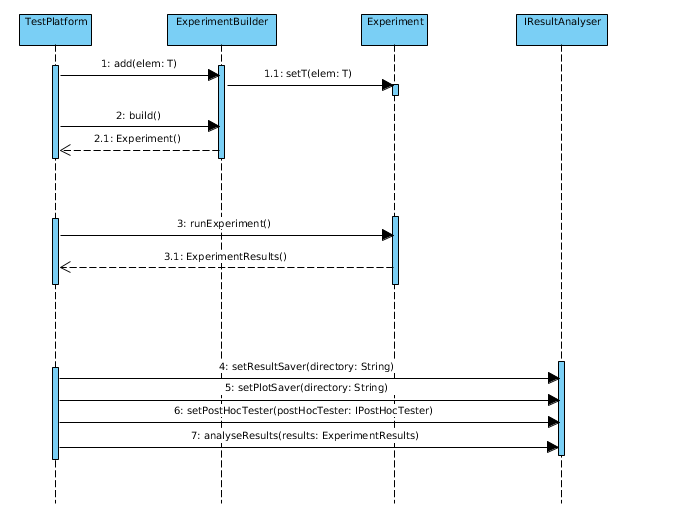 TestPlatform
ExperimentBuilder
Experiment
IResultAnalyser
1: add(elem: T)
1.1: setT(elem: T)
2: build()
2.1: Experiment()
3: runExperiment()
3.1: ExperimentResults()
4: setResultSaver(directory: String)
5: setPlotSaver(directory: String)
6: setPostHocTester(postHocTester: IPostHocTester)
7: analyseResults(results: ExperimentResults)